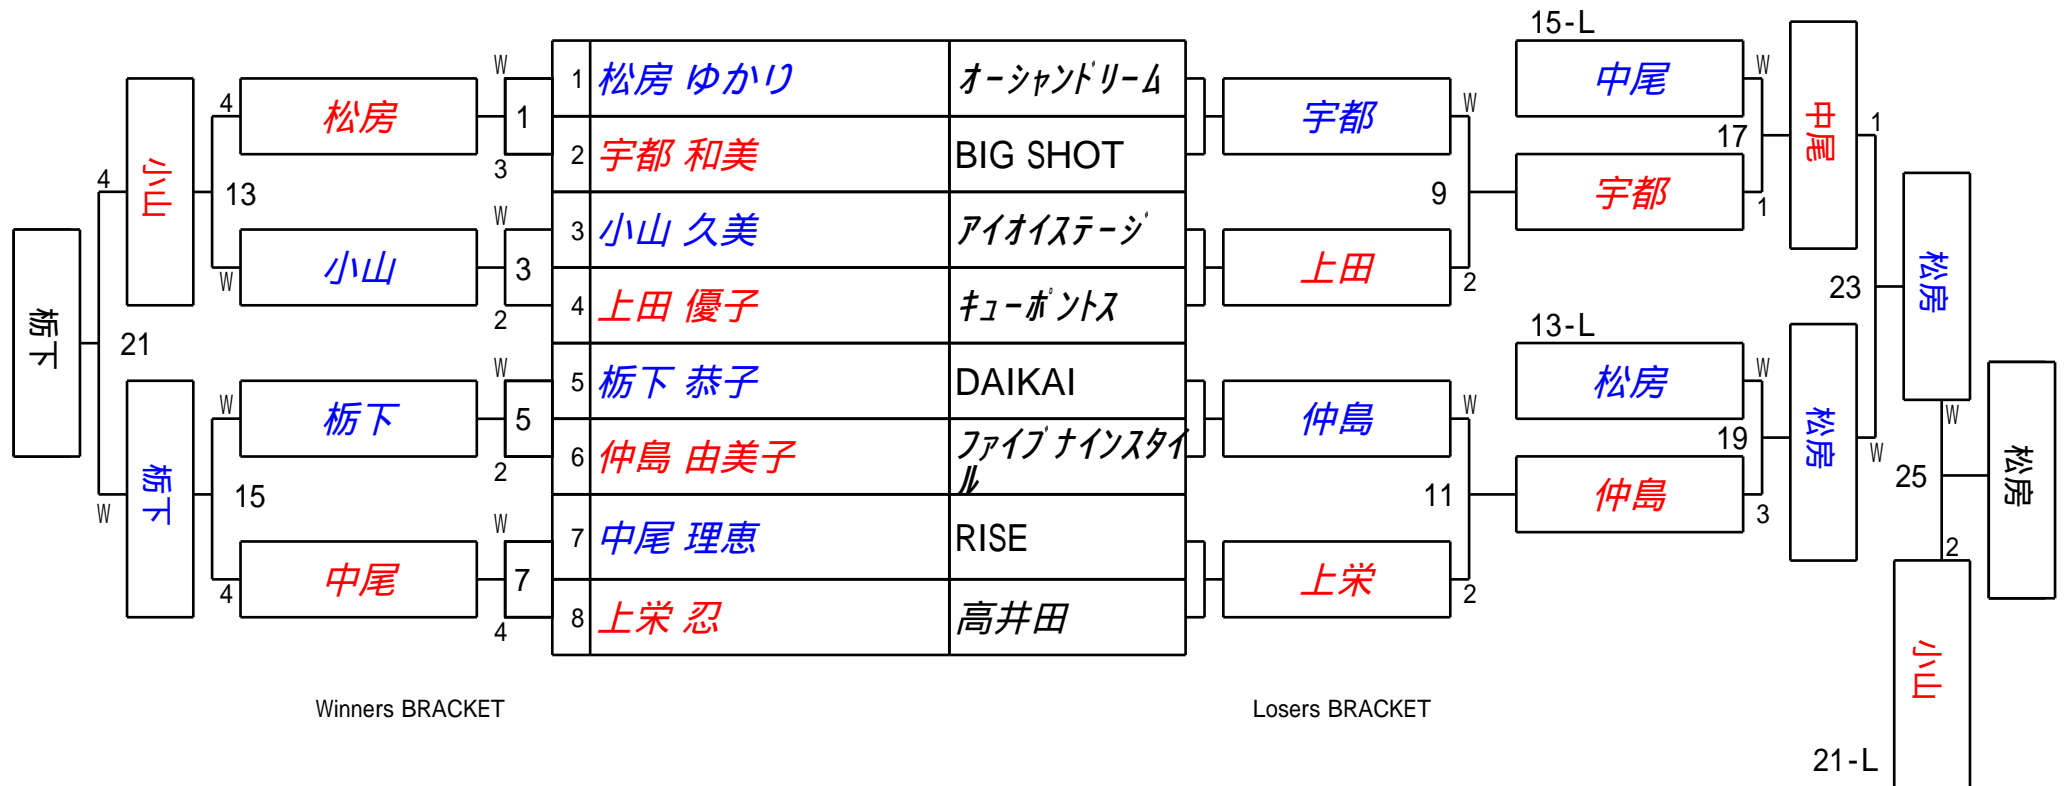 15-L
W
1 松房 ゆかり オーシャンドリーム
中尾
W
4
松房
1
宇都
W
1
2 宇都 和美 BIG SHOT
3
17
中尾
4
小山
13
9
宇都
1
W
3 小山 久美 アイオイステージ
小山
3
上田
W
2
4 上田 優子 キューポントス
2
23
松房
栃下
21
13-L
W
5 栃下 恭子 DAIKAI
松房
W
W
栃下
5
仲島
W
W
2
6 仲島 由美子 ファイブナインスタイル
19
松房
W
栃下
15
11
仲島
3
25
松房
W
W
7 中尾 理恵 RISE
2
中尾
7
上栄
4
2
4
8 上栄 忍 高井田
小山
Winners BRACKET
Losers BRACKET
21-L